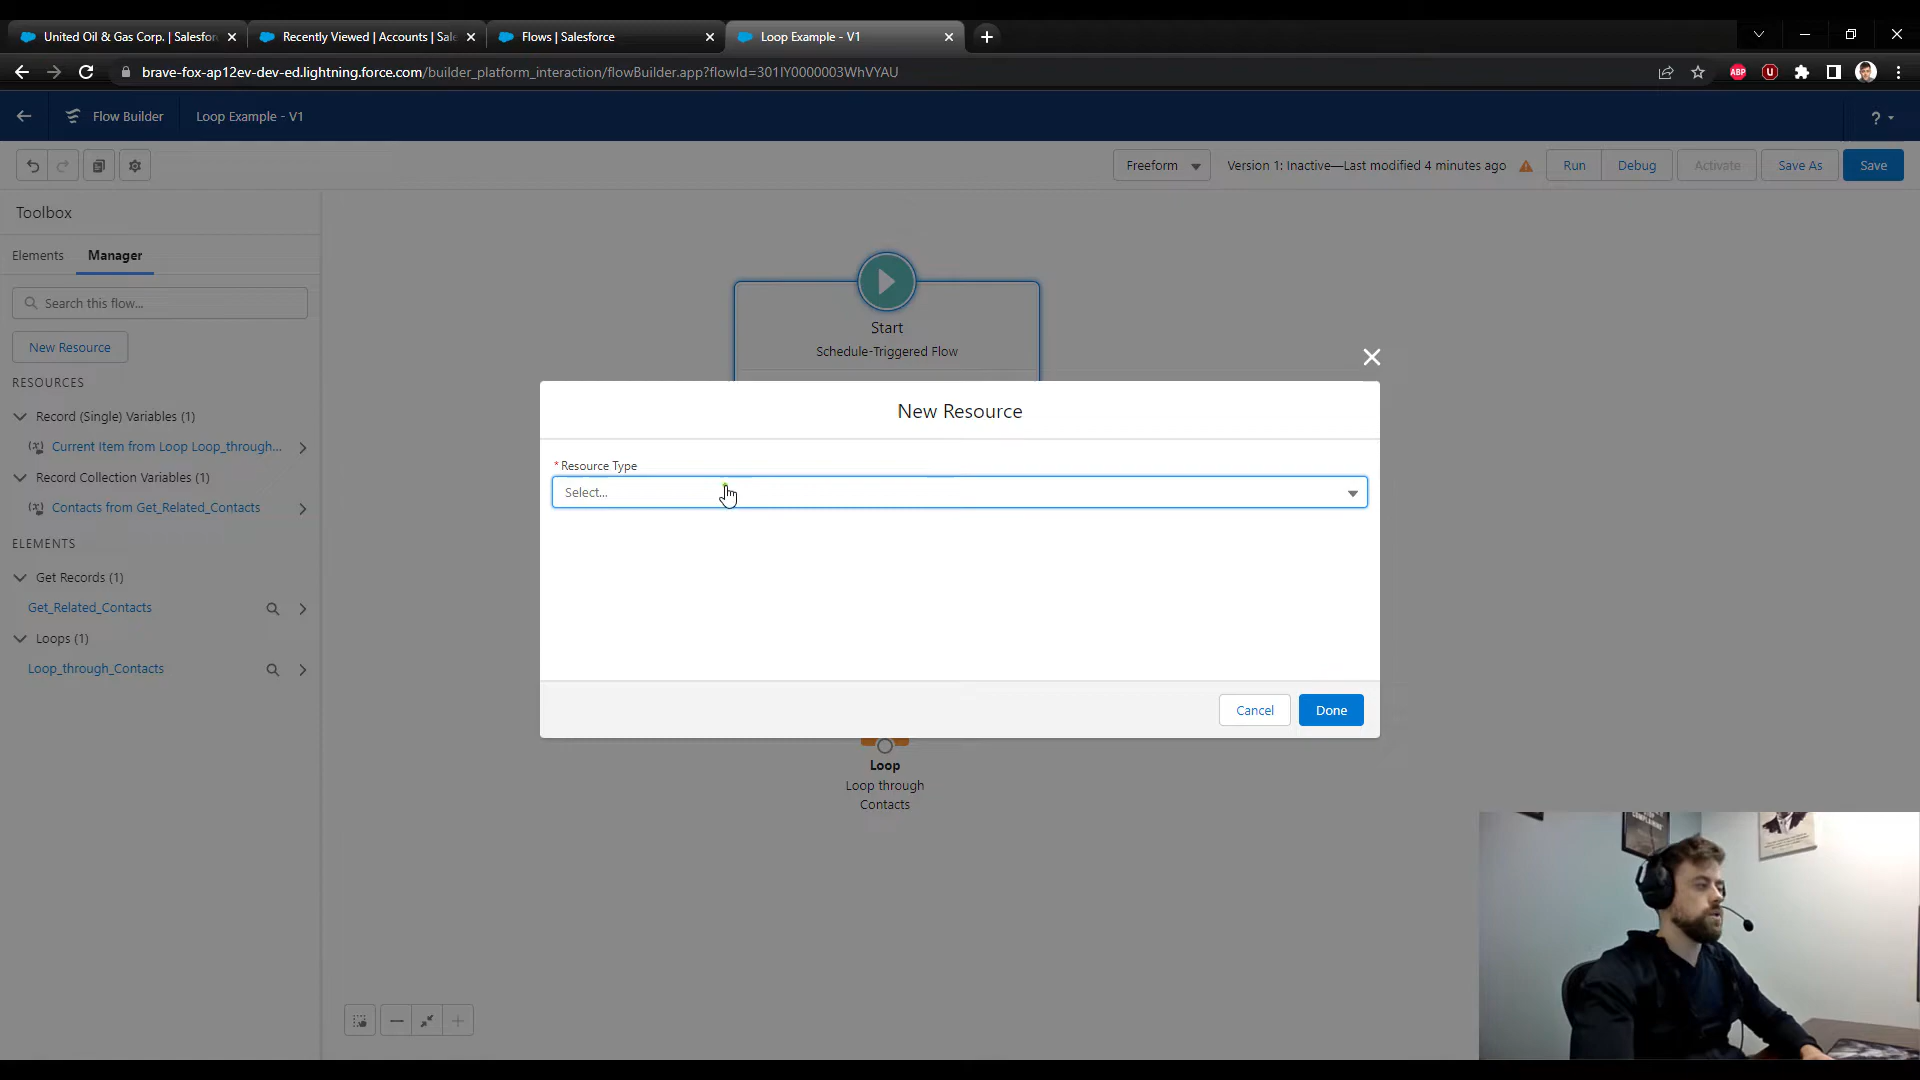 United Oil & Gas Corp. | Salesfor
Recently Viewed | Accounts | Sale
Flows | Salesforce
Loop Example - V1
brave-fox-ap12ev-dev-ed.lightning.force.com/builder_platform_interaction/flowBuilder.app?flowId=301IY0000003WhVYAU
ABP
Flow Builder
Loop Example - V1
?
Freeform
Version 1: Inactive—Last modified 4 minutes ago
Run
Debug
Activate
Save As
Save
Toolbox
Elements
Manager
Search this flow...
New Resource
RESOURCES
Record (Single) Variables (1)
Current Item from Loop Loop_through...
Record Collection Variables (1)
Contacts from Get_Related_Contacts
ELEMENTS
Get Records (1)
Get_Related_Contacts
Loops (1)
Loop_through_Contacts
Start
Schedule-Triggered Flow
New Resource
* Resource Type
Select...
Cancel
Done
Loop
Loop through
Contacts